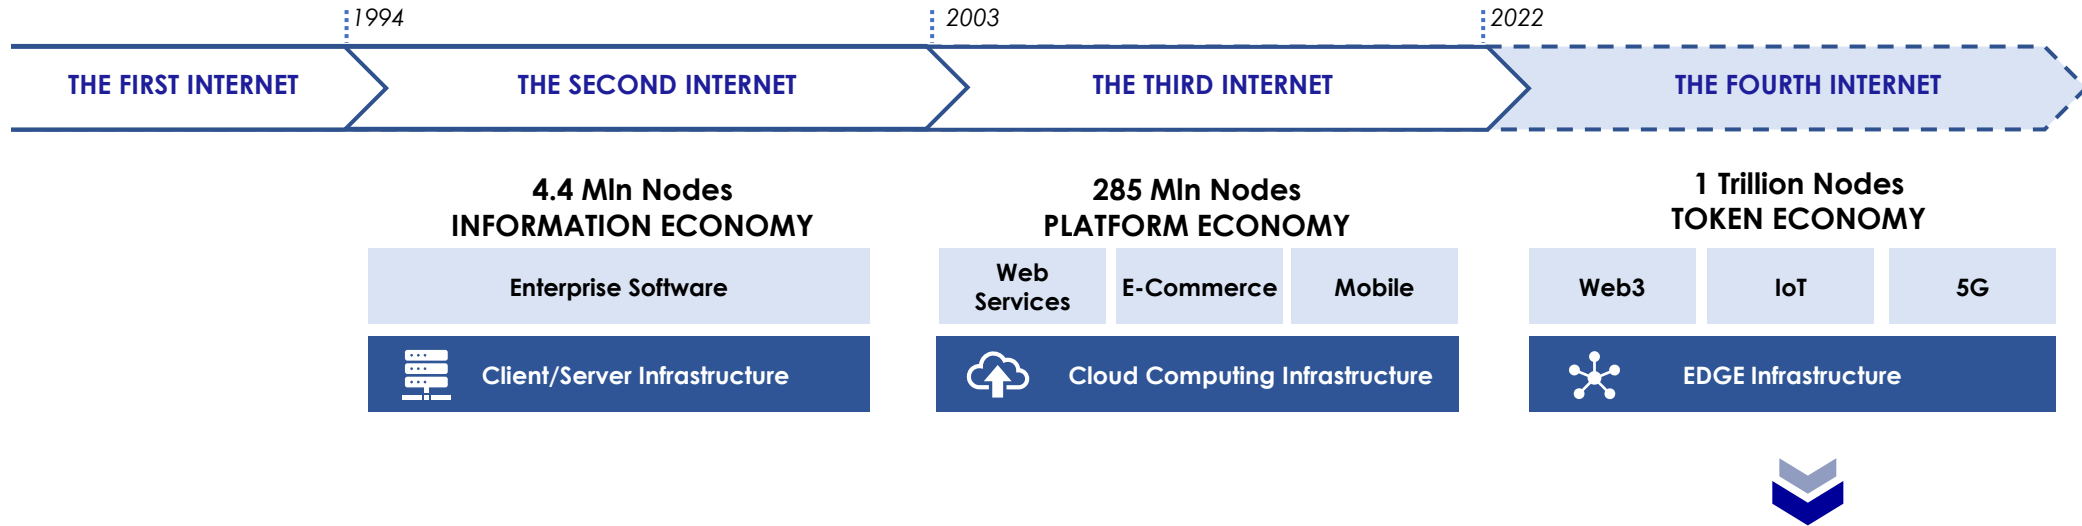 1994
2003
2022
THE FIRST INTERNET
THE SECOND INTERNET
THE THIRD INTERNET
THE FOURTH INTERNET
4.4 Mln Nodes
INFORMATION ECONOMY
Enterprise Software
Client/Server Infrastructure
285 Mln Nodes
PLATFORM ECONOMY
Web
Services
E-Commerce
Mobile
Cloud Computing Infrastructure
1 Trillion Nodes
TOKEN ECONOMY
Web3
IoT
5G
EDGE Infrastructure